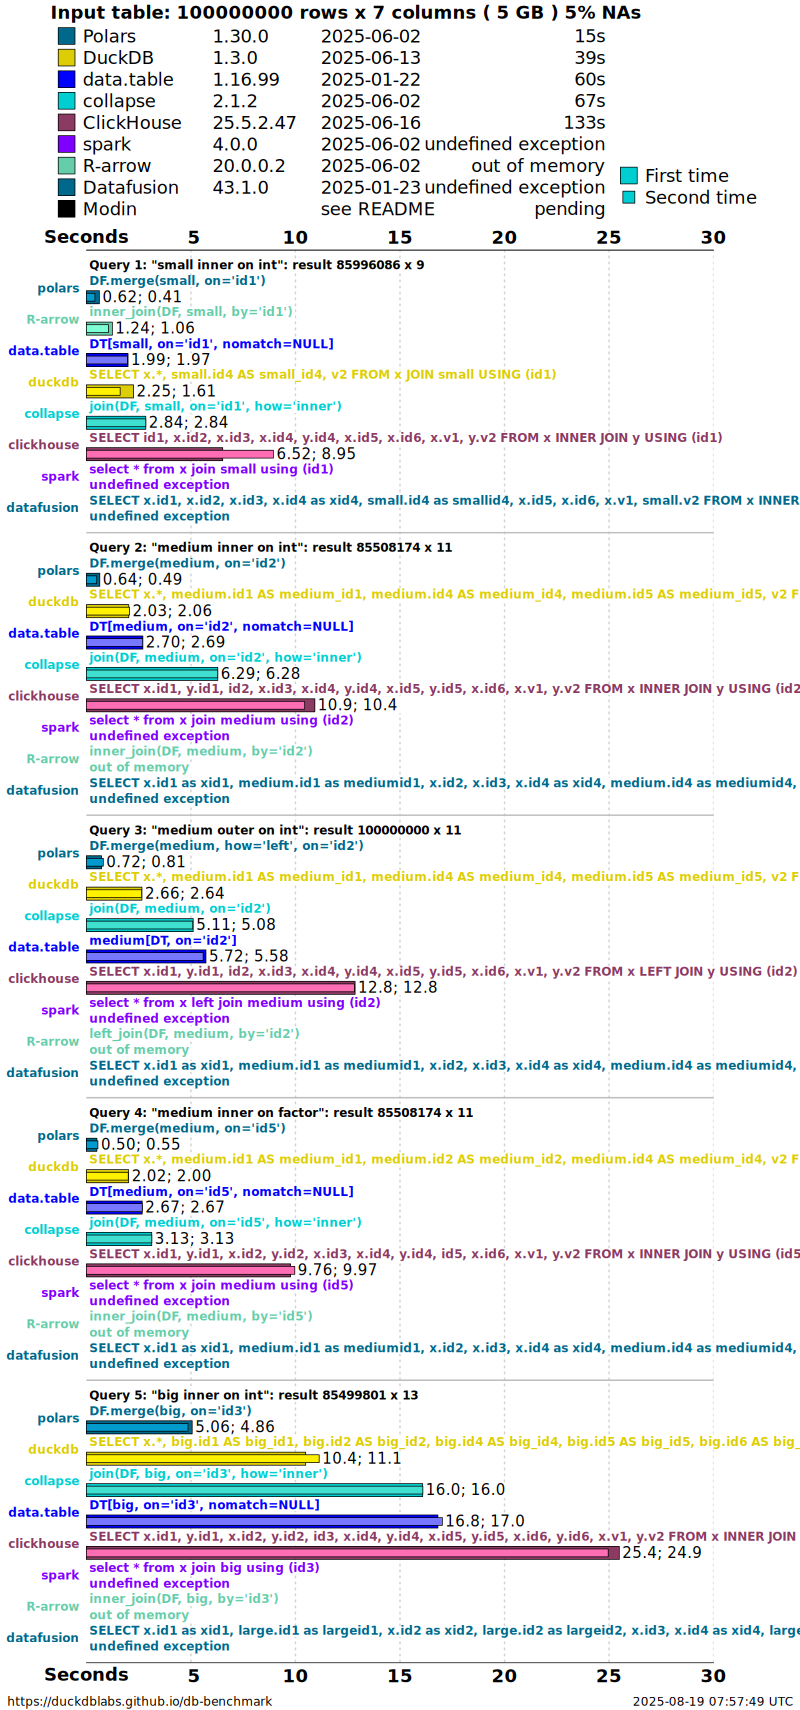 Input table: 100000000 rows x 7 columns ( 5 GB ) 5% NAs
Polars 1.30.0 2025-06-02 15s
DuckDB 1.3.0 2025-06-13 39s
data.table 1.16.99 2025-01-22 60s
collapse 2.1.2 2025-06-02 67s
ClickHouse 25.5.2.47 2025-06-16 133s
spark 4.0.0 2025-06-02 undefined exception
R-arrow 20.0.0.2 2025-06-02 out of memory
Datafusion 43.1.0 2025-01-23 undefined exception
Modin see README pending
First time
Second time
Seconds 5 10 15 20 25 30
Query 1: "small inner on int": result 85996086 x 9
polars DF.merge(small, on='id1')
0.62; 0.41
R-arrow inner_join(DF, small, by='id1')
1.24; 1.06
data.table DT[small, on='id1', nomatch=NULL]
1.99; 1.97
duckdb SELECT x.*, small.id4 AS small_id4, v2 FROM x JOIN small USING (id1)
2.25; 1.61
collapse join(DF, small, on='id1', how='inner')
2.84; 2.84
clickhouse SELECT id1, x.id2, x.id3, x.id4, y.id4, x.id5, x.id6, x.v1, y.v2 FROM x INNER JOIN y USING (id1)
6.52; 8.95
spark select * from x join small using (id1)
undefined exception
datafusion SELECT x.id1, x.id2, x.id3, x.id4 as xid4, small.id4 as smallid4, x.id5, x.id6, x.v1, small.v2 FROM x INNER
undefined exception
Query 2: "medium inner on int": result 85508174 x 11
polars DF.merge(medium, on='id2')
0.64; 0.49
duckdb SELECT x.*, medium.id1 AS medium_id1, medium.id4 AS medium_id4, medium.id5 AS medium_id5, v2 F
2.03; 2.06
data.table DT[medium, on='id2', nomatch=NULL]
2.70; 2.69
collapse join(DF, medium, on='id2', how='inner')
6.29; 6.28
clickhouse SELECT x.id1, y.id1, id2, x.id3, x.id4, y.id4, x.id5, y.id5, x.id6, x.v1, y.v2 FROM x INNER JOIN y USING (id2
10.9; 10.4
spark select * from x join medium using (id2)
undefined exception
R-arrow inner_join(DF, medium, by='id2')
out of memory
datafusion SELECT x.id1 as xid1, medium.id1 as mediumid1, x.id2, x.id3, x.id4 as xid4, medium.id4 as mediumid4,
undefined exception
Query 3: "medium outer on int": result 100000000 x 11
polars DF.merge(medium, how='left', on='id2')
0.72; 0.81
duckdb SELECT x.*, medium.id1 AS medium_id1, medium.id4 AS medium_id4, medium.id5 AS medium_id5, v2 F
2.66; 2.64
collapse join(DF, medium, on='id2')
5.11; 5.08
data.table medium[DT, on='id2']
5.72; 5.58
clickhouse SELECT x.id1, y.id1, id2, x.id3, x.id4, y.id4, x.id5, y.id5, x.id6, x.v1, y.v2 FROM x LEFT JOIN y USING (id2)
12.8; 12.8
spark select * from x left join medium using (id2)
undefined exception
R-arrow left_join(DF, medium, by='id2')
out of memory
datafusion SELECT x.id1 as xid1, medium.id1 as mediumid1, x.id2, x.id3, x.id4 as xid4, medium.id4 as mediumid4,
undefined exception
Query 4: "medium inner on factor": result 85508174 x 11
polars DF.merge(medium, on='id5')
0.50; 0.55
duckdb SELECT x.*, medium.id1 AS medium_id1, medium.id2 AS medium_id2, medium.id4 AS medium_id4, v2 F
2.02; 2.00
data.table DT[medium, on='id5', nomatch=NULL]
2.67; 2.67
collapse join(DF, medium, on='id5', how='inner')
3.13; 3.13
clickhouse SELECT x.id1, y.id1, x.id2, y.id2, x.id3, x.id4, y.id4, id5, x.id6, x.v1, y.v2 FROM x INNER JOIN y USING (id5
9.76; 9.97
spark select * from x join medium using (id5)
undefined exception
R-arrow inner_join(DF, medium, by='id5')
out of memory
datafusion SELECT x.id1 as xid1, medium.id1 as mediumid1, x.id2, x.id3, x.id4 as xid4, medium.id4 as mediumid4,
undefined exception
Query 5: "big inner on int": result 85499801 x 13
polars DF.merge(big, on='id3')
5.06; 4.86
duckdb SELECT x.*, big.id1 AS big_id1, big.id2 AS big_id2, big.id4 AS big_id4, big.id5 AS big_id5, big.id6 AS big_
10.4; 11.1
collapse join(DF, big, on='id3', how='inner')
16.0; 16.0
data.table DT[big, on='id3', nomatch=NULL]
16.8; 17.0
clickhouse SELECT x.id1, y.id1, x.id2, y.id2, id3, x.id4, y.id4, x.id5, y.id5, x.id6, y.id6, x.v1, y.v2 FROM x INNER JOIN
25.4; 24.9
spark select * from x join big using (id3)
undefined exception
R-arrow inner_join(DF, big, by='id3')
out of memory
datafusion SELECT x.id1 as xid1, large.id1 as largeid1, x.id2 as xid2, large.id2 as largeid2, x.id3, x.id4 as xid4, large
undefined exception
Seconds 5 10 15 20 25 30
https://duckdblabs.github.io/db-benchmark 2025-08-19 07:57:49 UTC